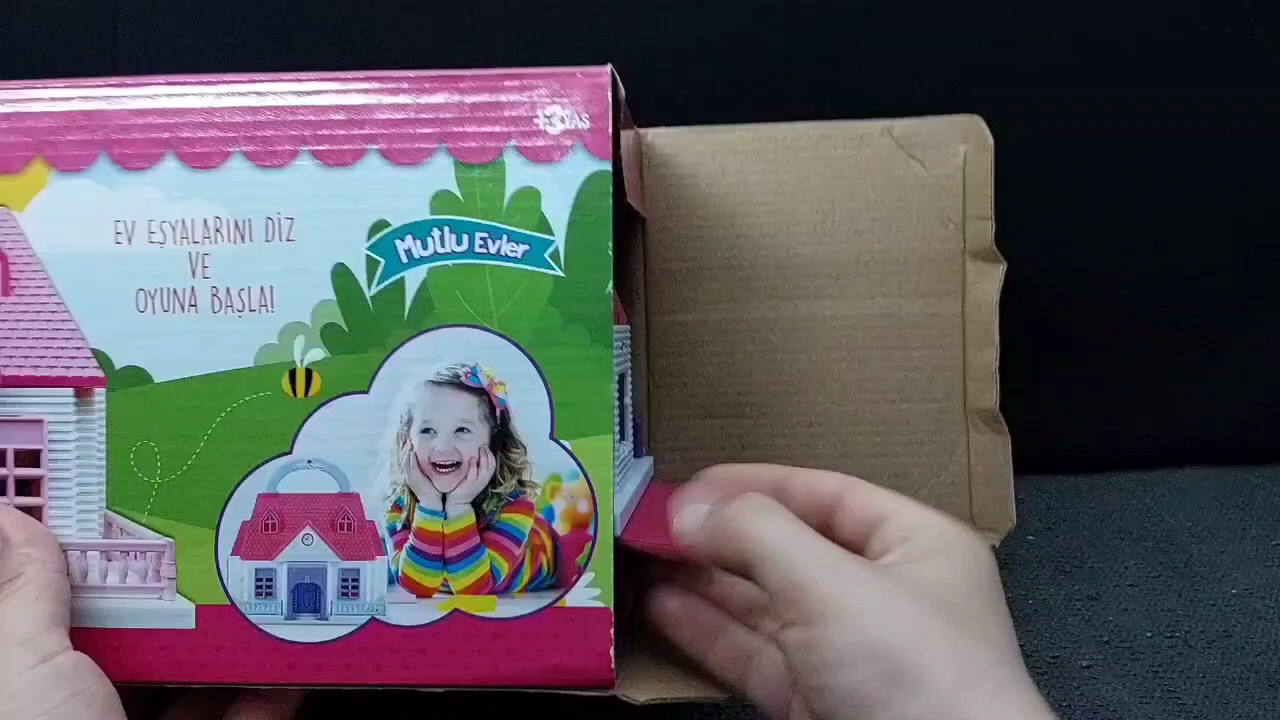 +3 YAŞ
EV EŞYALARINI DİZ
VE
OYUNA BAŞLA!
Mutlu Evler